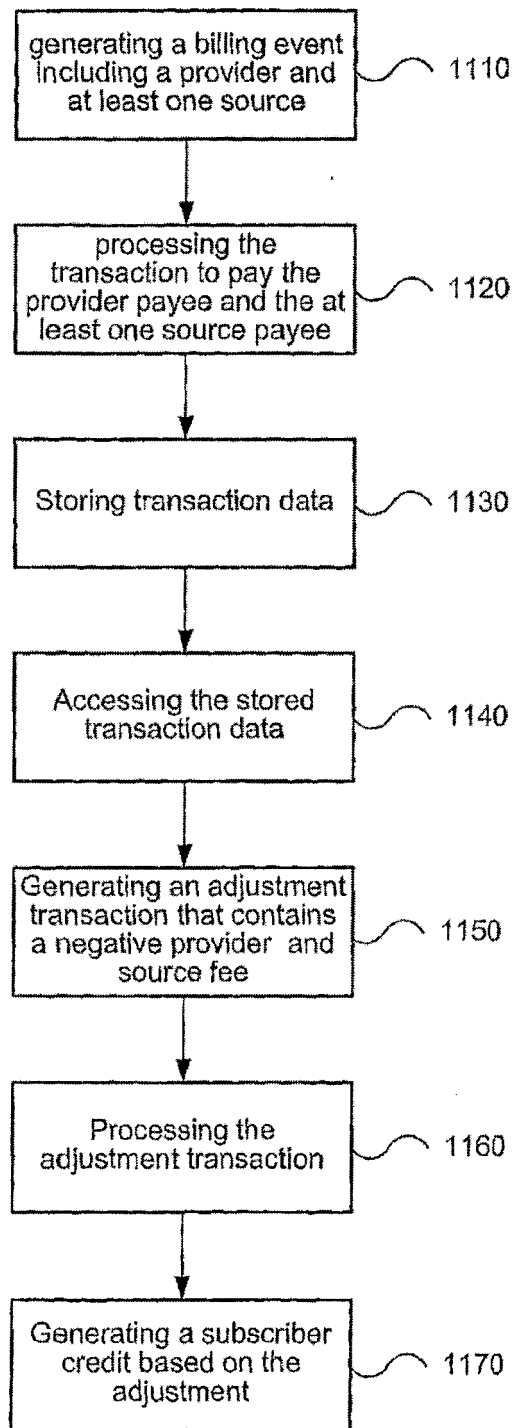 generating a billing event
including a provider and
at least one source
1110
processing the
transaction to pay the
provider payee and the at
least one source payee
1120
Storing transaction data
1130
Accessing the stored
transaction data
1140
Generating an adjustment
transaction that contains
a negative provider and
source fee
1150
Processing the
adjustment transaction
1160
Generating a subscriber
credit based on the
adjustment
1170